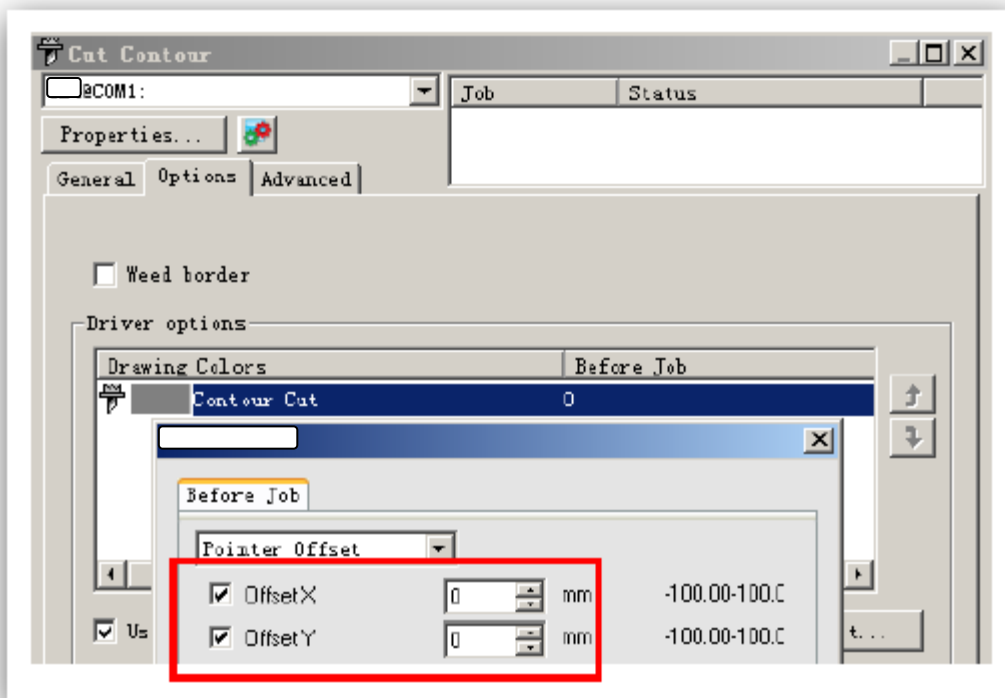 Cut Contour
@COM1:
Job Status
Properties...
General Options Advanced
Weed border
Driver options
Drawing Colors Before Job
Contour Cut 0
Before Job
Pointer Offset
OffsetX 0 mm -100.00-100.0
Us
OffsetY 0 mm -100.00-100.0
t...